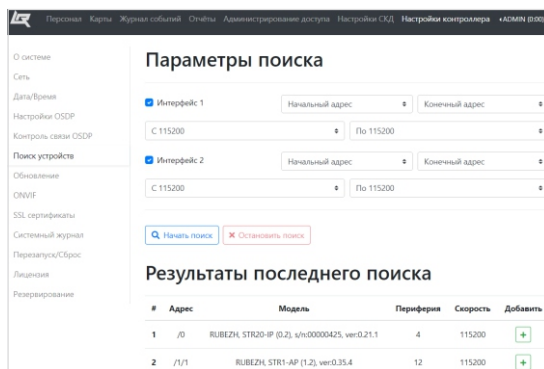 Персонал Карты Журнал событий Отчёты Администрирование доступа Настройки СКД Настройки контроллера ADMIN (0:00)
О системе
Сеть
Дата/Время
Настройки OSDP
Контроль связи OSDP
Поиск устройств
Обновление
ONVIF
SSL сертификаты
Системный журнал
Перезапуск/Сброс
Лицензия
Резервирование
Параметры поиска
Интерфейс 1 Начальный адрес Конечный адрес
С 115200 По 115200
Интерфейс 2 Начальный адрес Конечный адрес
С 115200 По 115200
Начать поиск Остановить поиск
Результаты последнего поиска
# Адрес Модель Периферия Скорость Добавить
1 /0 RUBEZH, STR20-IP (0.2), s/n:00000425, ver:0.21.1 4 115200 +
2 /1/1 RUBEZH, STR1-AP (1.2), ver:0.35.4 12 115200 +